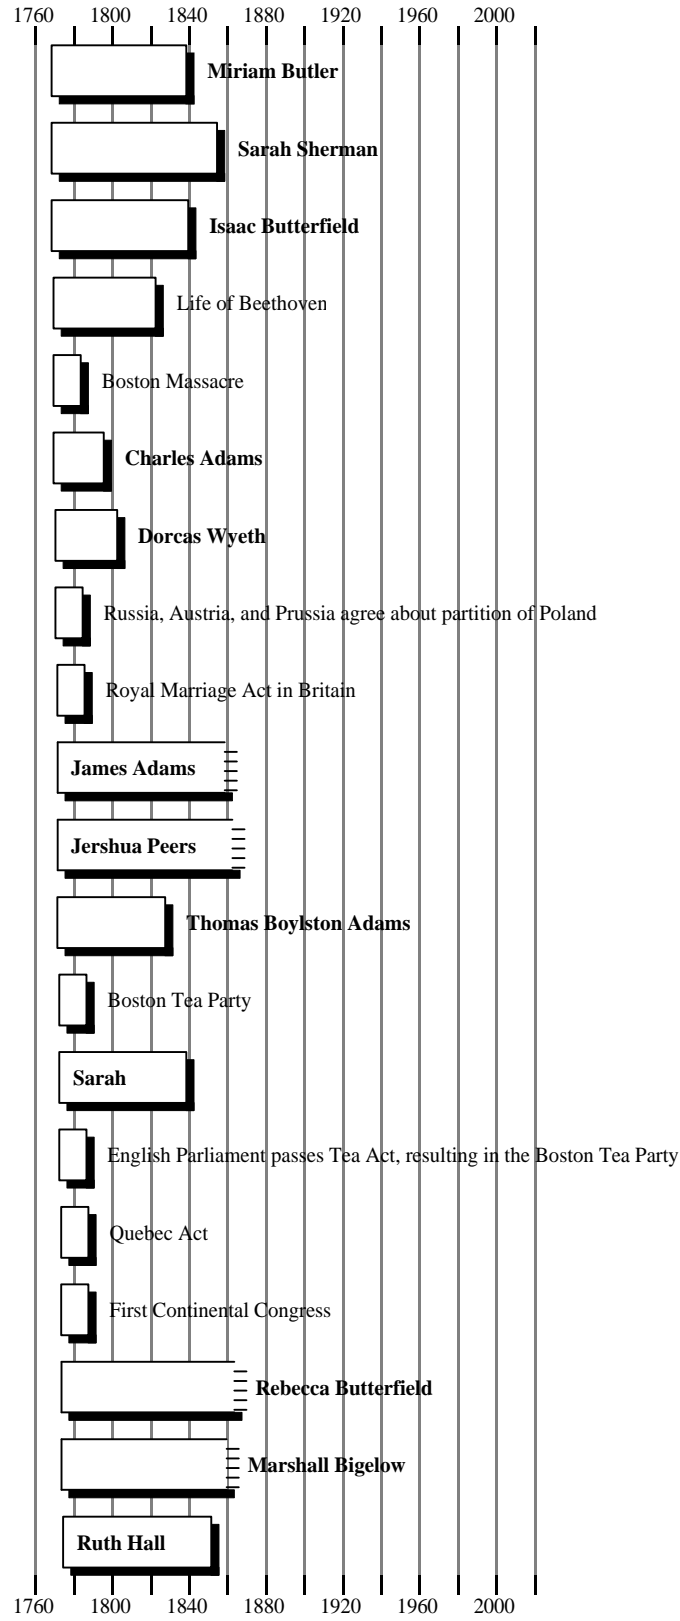 1760 1800 1840 1880 1920 1960 2000
Miriam Butler
Sarah Sherman
Isaac Butterfield
Life of Beethoven
Boston Massacre
Charles Adams
Dorcas Wyeth
Russia, Austria, and Prussia agree about partition of Poland
Royal Marriage Act in Britain
James Adams
Jershua Peers
Thomas Boylston Adams
Boston Tea Party
Sarah
English Parliament passes Tea Act, resulting in the Boston Tea Party
Quebec Act
First Continental Congress
Rebecca Butterfield
Marshall Bigelow
Ruth Hall
1760 1800 1840 1880 1920 1960 2000